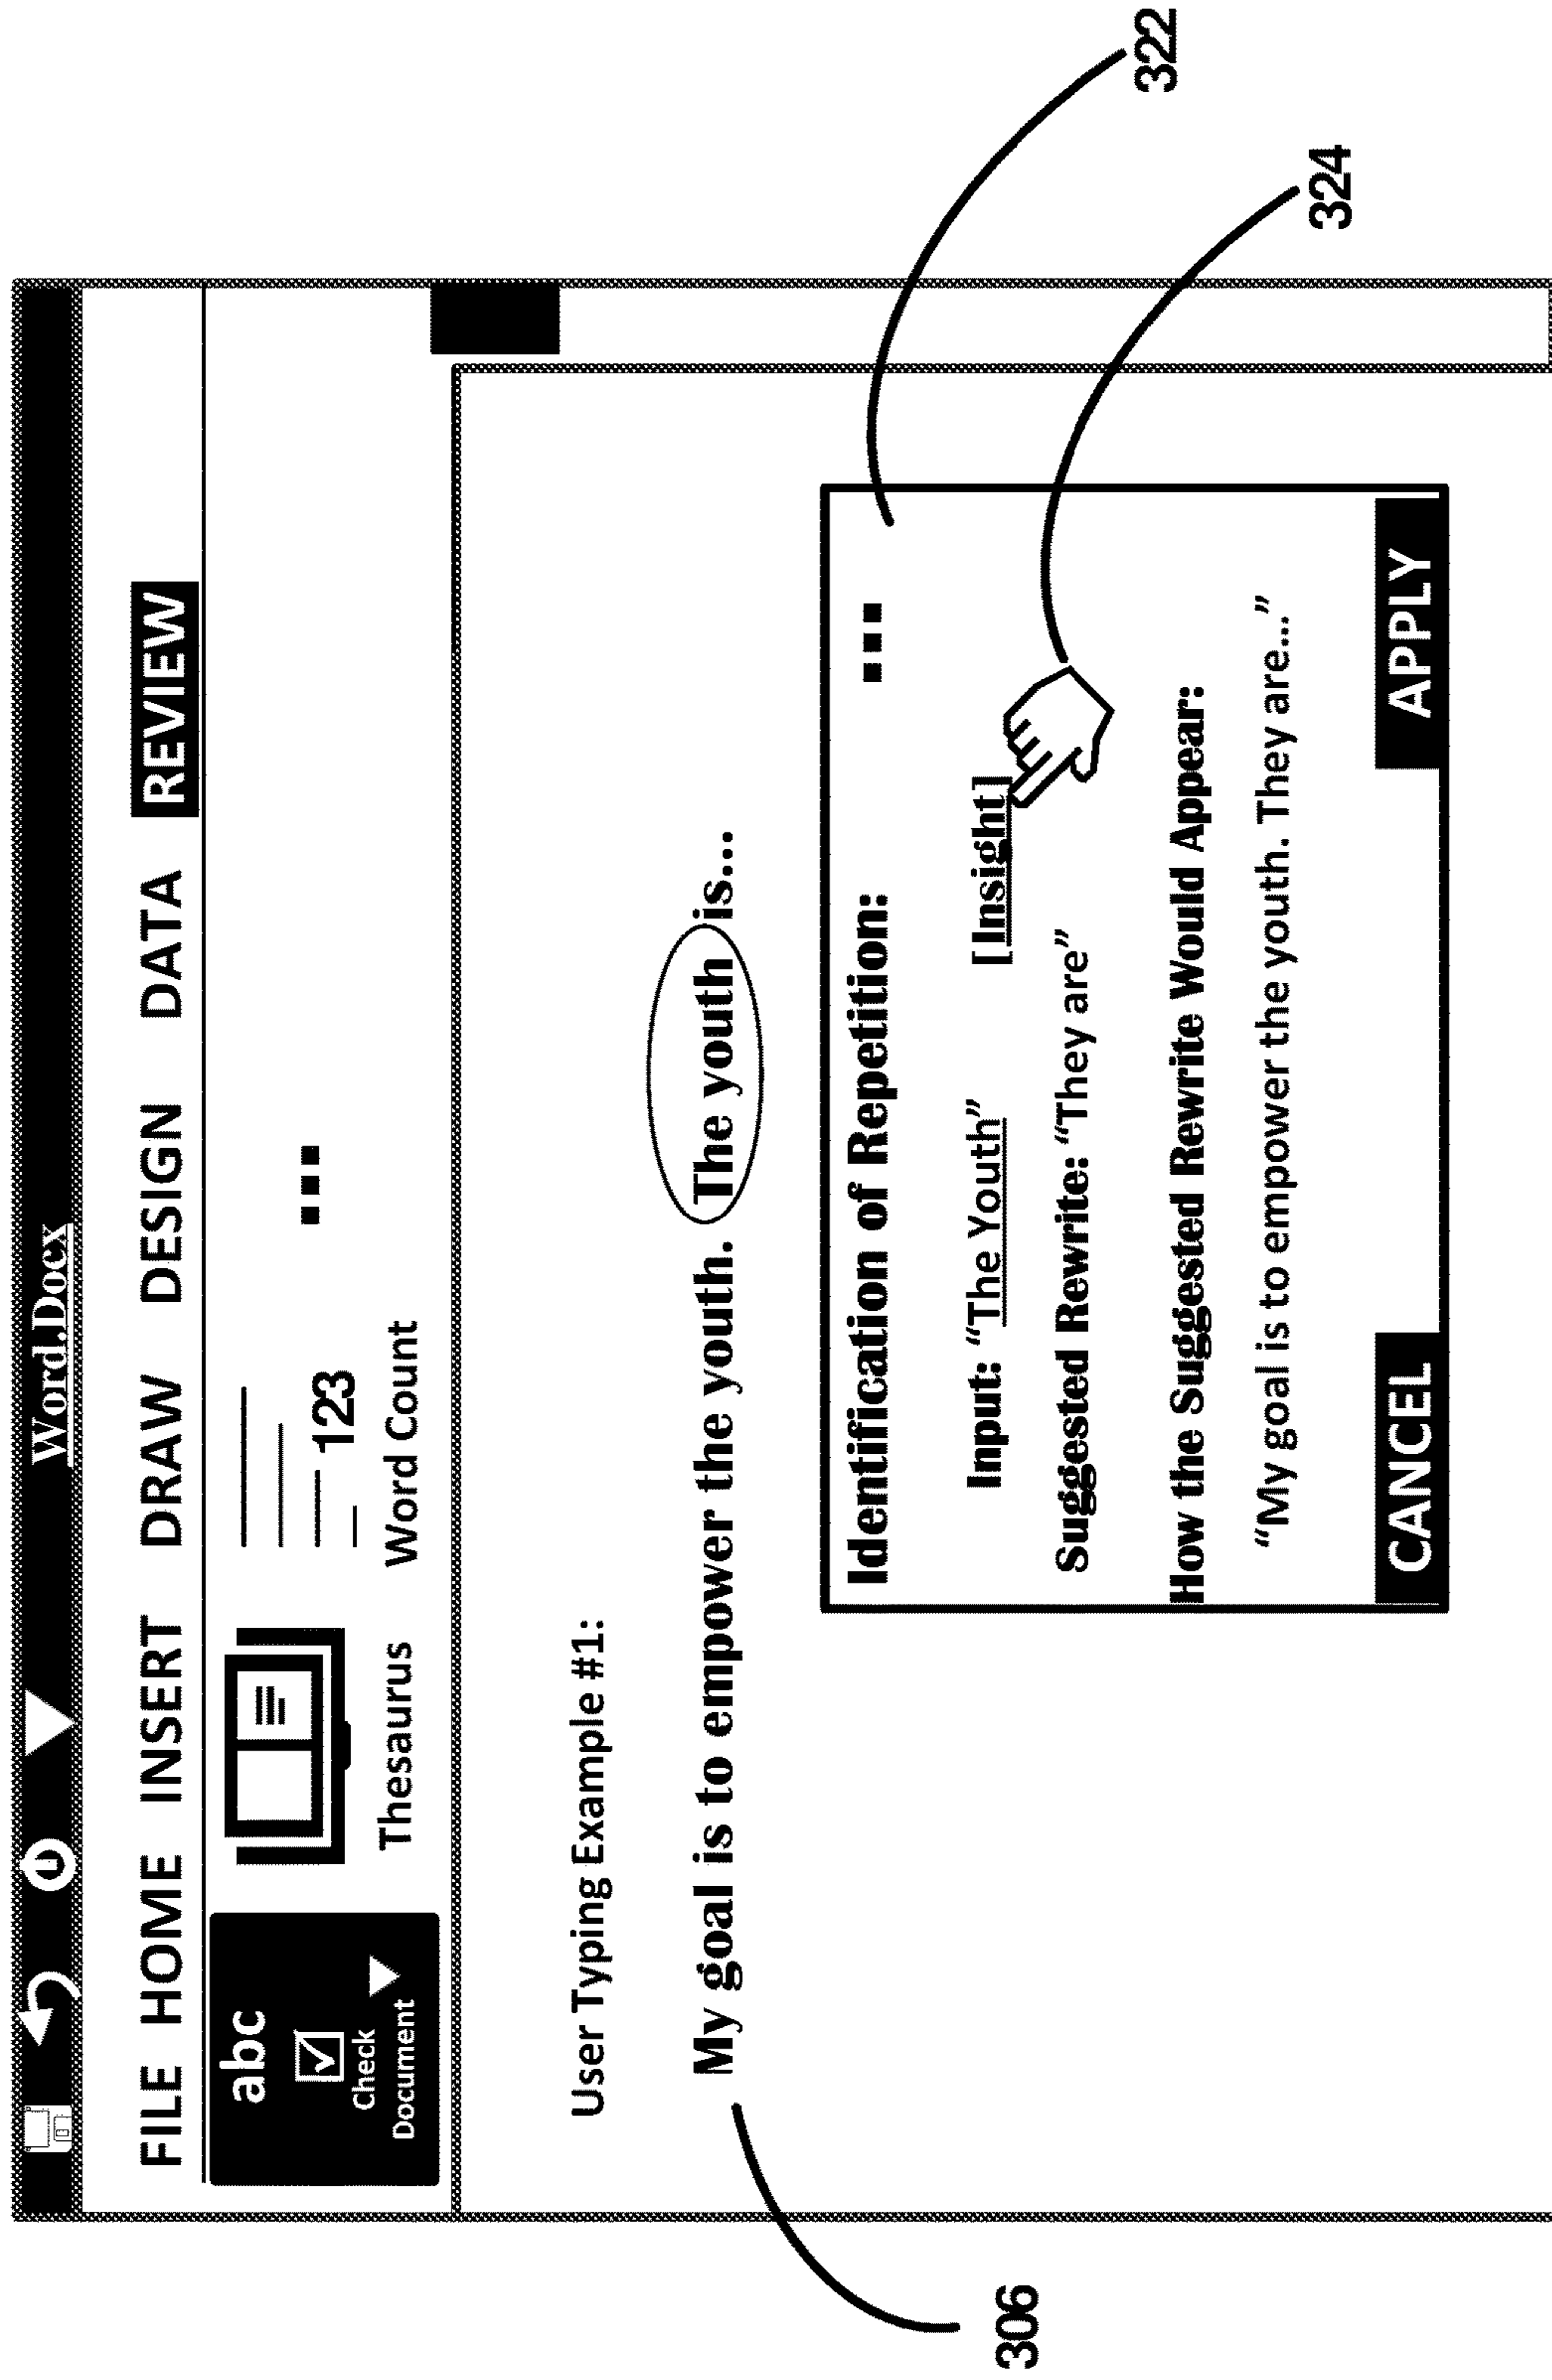 Word.Docx
FILE HOME INSERT DRAW DESIGN DATA REVIEW
abc
Check
Document
Thesaurus
123
Word Count
User Typing Example #1:
My goal is to empower the youth. The youth is...
Identification of Repetition:
Input: “The Youth” [Insight]
Suggested Rewrite: “They are”
How the Suggested Rewrite Would Appear:
“My goal is to empower the youth. They are...”
CANCEL APPLY
306
322
324